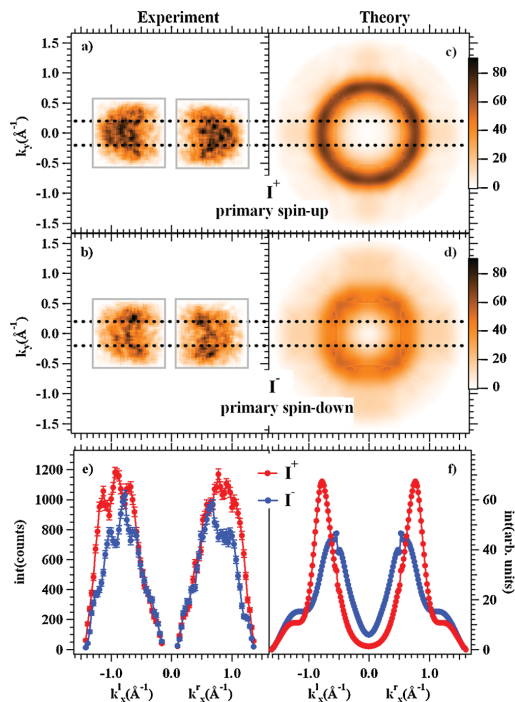 Experiment Theory
a) c)
1.5
1.0
0.5
0.0
-0.5
-1.0
-1.5
k_y(Å⁻¹)
80
60
40
20
0
I⁺
primary spin-up
b) d)
1.5
1.0
0.5
0.0
-0.5
-1.0
-1.5
k_y(Å⁻¹)
80
60
40
20
0
I⁻
primary spin-down
e) f)
I⁺
I⁻
1200
1000
800
600
400
200
0
int(counts)
60
40
20
0
int(arb. units)
-1.0 0.0 1.0 -1.0 0.0 1.0
k^l_x(Å⁻¹) k^r_x(Å⁻¹) k^l_x(Å⁻¹) k^r_x(Å⁻¹)